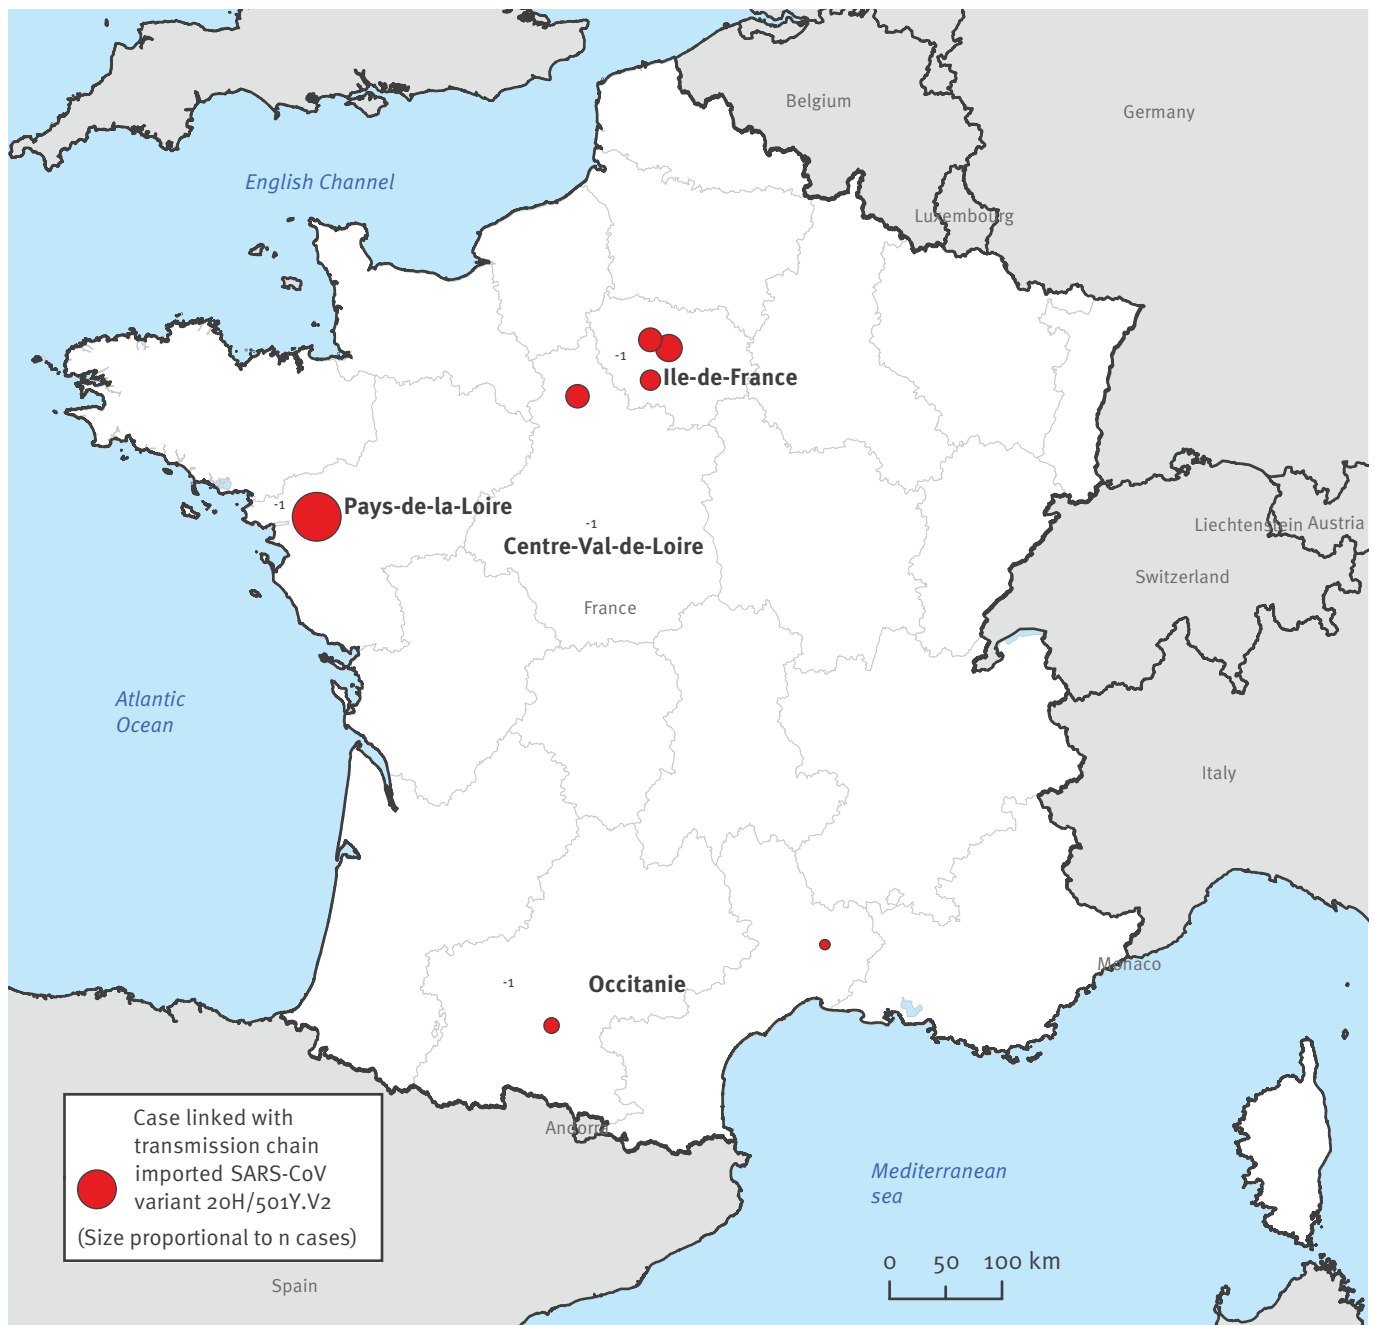 Belgium
Germany
English Channel
Luxembourg
-1
Ile-de-France
-1
Pays-de-la-Loire
-1
Centre-Val-de-Loire
Liechtenstein
Austria
Switzerland
France
Atlantic
Ocean
Italy
Monaco
-1
Occitanie
Case linked with
transmission chain
imported SARS-CoV
variant 20H/501Y.V2
(Size proportional to n cases)
Andorra
Mediterranean
sea
0 50 100 km
Spain